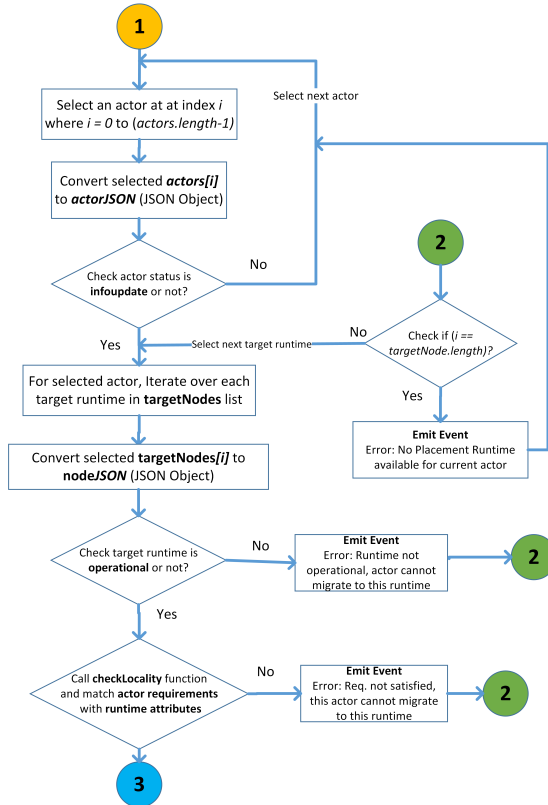 1
Select next actor
Select an actor at at index i
where i = 0 to (actors.length-1)
Convert selected actors[i]
to actorJSON (JSON Object)
Check actor status is
infoupdate or not?
No
2
Check if (i ==
targetNode.length)?
No
Select next target runtime
Yes
Yes
For selected actor, Iterate over each
target runtime in targetNodes list
Emit Event
Error: No Placement Runtime
available for current actor
Convert selected targetNodes[i] to
nodeJSON (JSON Object)
Check target runtime is
operational or not?
No
Emit Event
Error: Runtime not
operational, actor cannot
migrate to this runtime
2
Yes
Call checkLocality function
and match actor requirements
with runtime attributes
No
Emit Event
Error: Req. not satisfied,
this actor cannot migrate
to this runtime
2
3